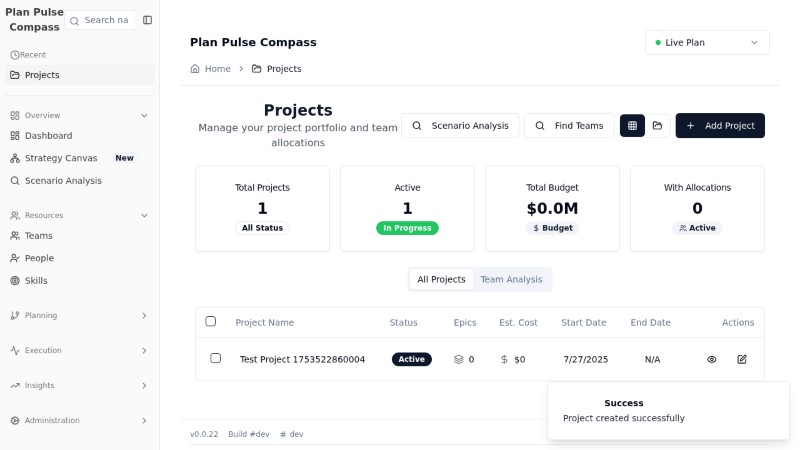 Plan Pulse
Compass
Search na
Recent
Projects
Overview
Dashboard
Strategy Canvas New
Scenario Analysis
Resources
Teams
People
Skills
Planning
Execution
Insights
Administration
Plan Pulse Compass
Live Plan
Home
Projects
Projects
Manage your project portfolio and team
allocations
Scenario Analysis
Find Teams
Add Project
Total Projects
1
All Status
Active
1
In Progress
Total Budget
$0.0M
$ Budget
With Allocations
0
Active
All Projects Team Analysis
Project Name Status Epics Est. Cost Start Date End Date Actions
Test Project 1753522860004 Active 0 $ $0 7/27/2025 N/A
Success
Project created successfully
v0.0.22 Build #dev # dev